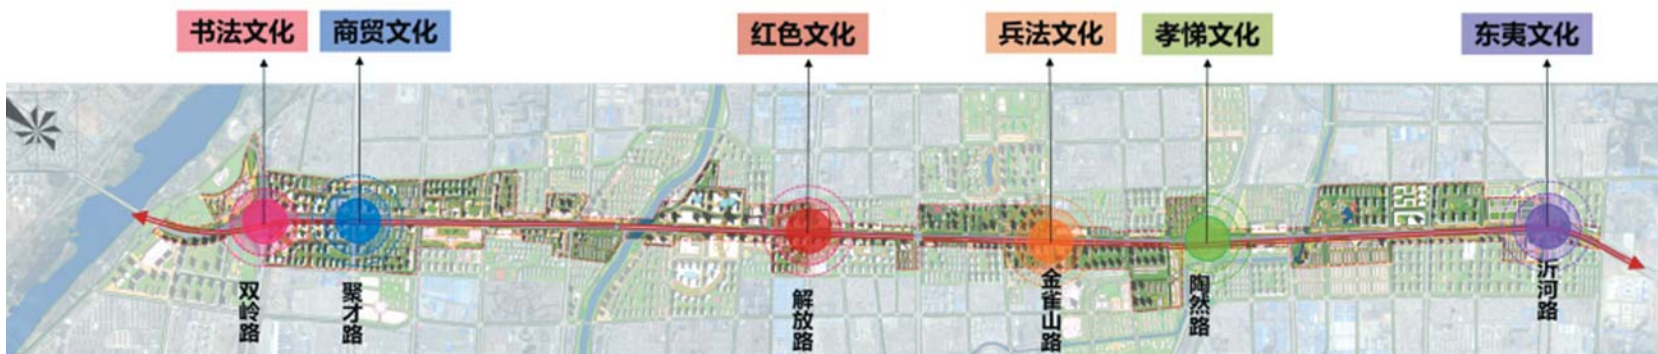 书法文化
商贸文化
红色文化
兵法文化
孝悌文化
东夷文化
双岭路
聚才路
解放路
金雀山路
陶然路
沂河路